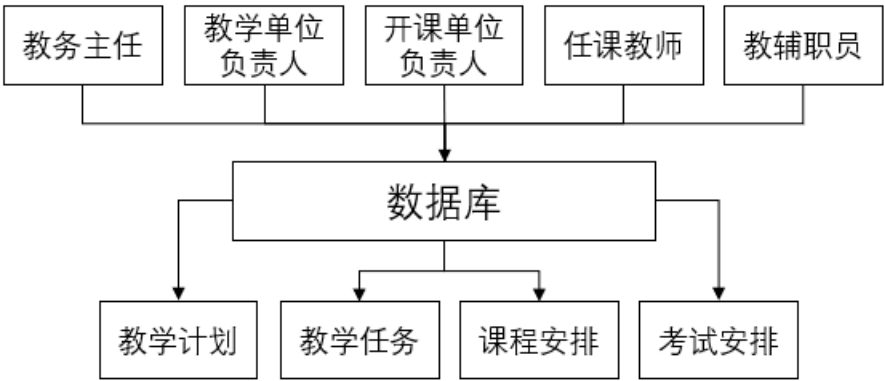 教务主任
教学单位
负责人
开课单位
负责人
任课教师
教辅职员
数据库
教学计划
教学任务
课程安排
考试安排